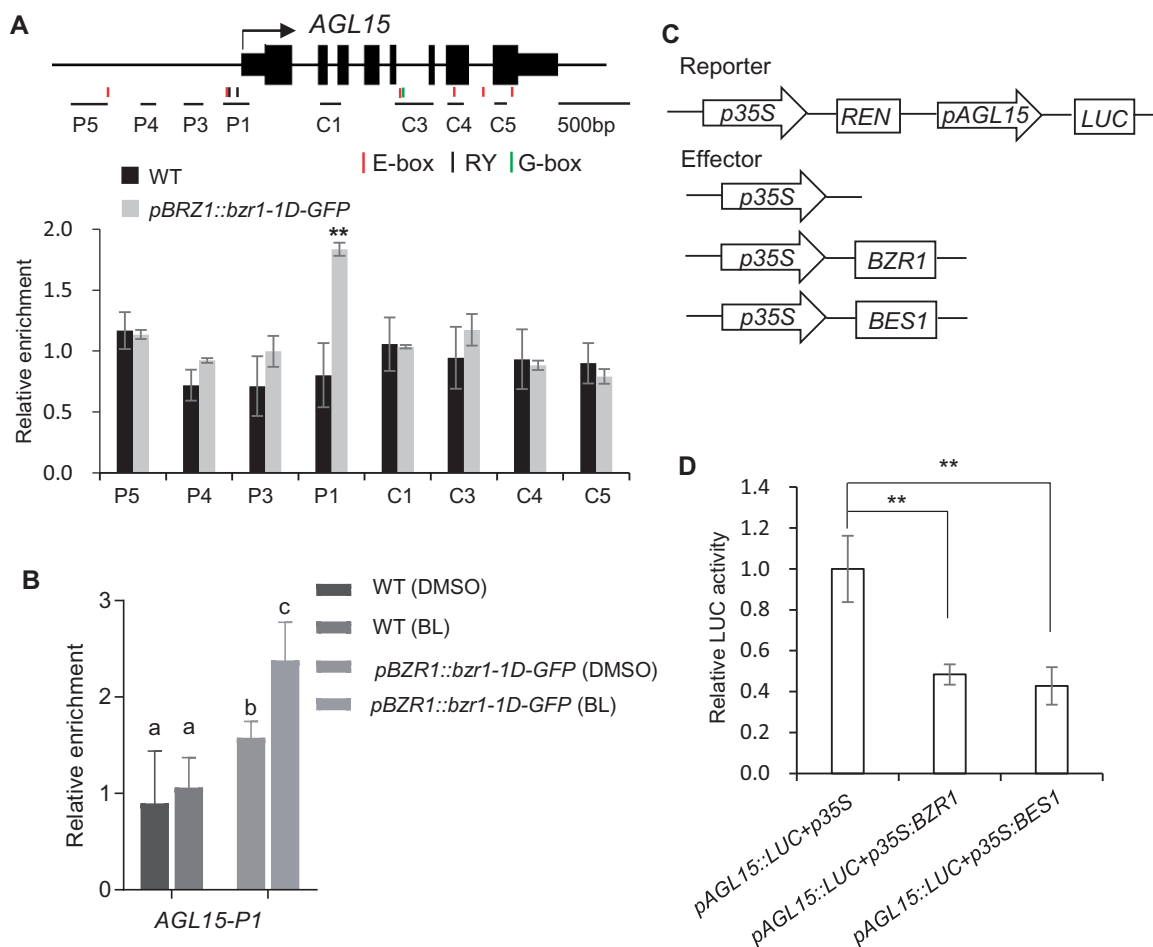 A
AGL15
P5 P4 P3 P1 C1 C3 C4 C5 500bp
E-box RY G-box
WT
pBRZ1::bzr1-1D-GFP
Relative enrichment
2.0
1.5
1.0
0.5
0.0
**
P5 P4 P3 P1 C1 C3 C4 C5
B
Relative enrichment
3
2
1
0
a a b c
AGL15-P1
WT (DMSO)
WT (BL)
pBZR1::bzr1-1D-GFP (DMSO)
pBZR1::bzr1-1D-GFP (BL)
C
Reporter
p35S REN pAGL15 LUC
Effector
p35S
p35S BZR1
p35S BES1
D
Relative LUC activity
1.4
1.2
1.0
0.8
0.6
0.4
0.2
0.0
**
**
pAGL15::LUC+p35S
pAGL15::LUC+p35S:BZR1
pAGL15::LUC+p35S:BES1